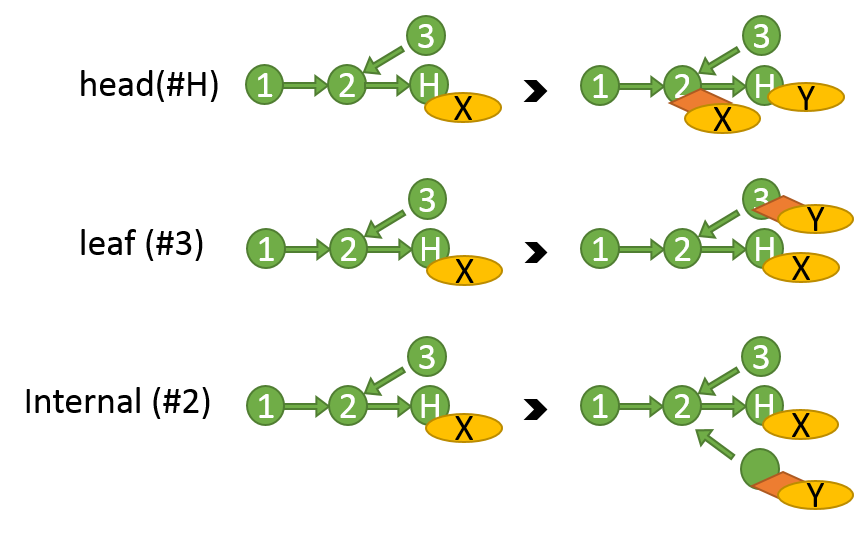 3
head(#H) 1 2 H X
3
1 2 H Y X
3
leaf (#3) 1 2 H X
3 Y
1 2 H X
3
Internal (#2) 1 2 H X
3
1 2 H X
Y